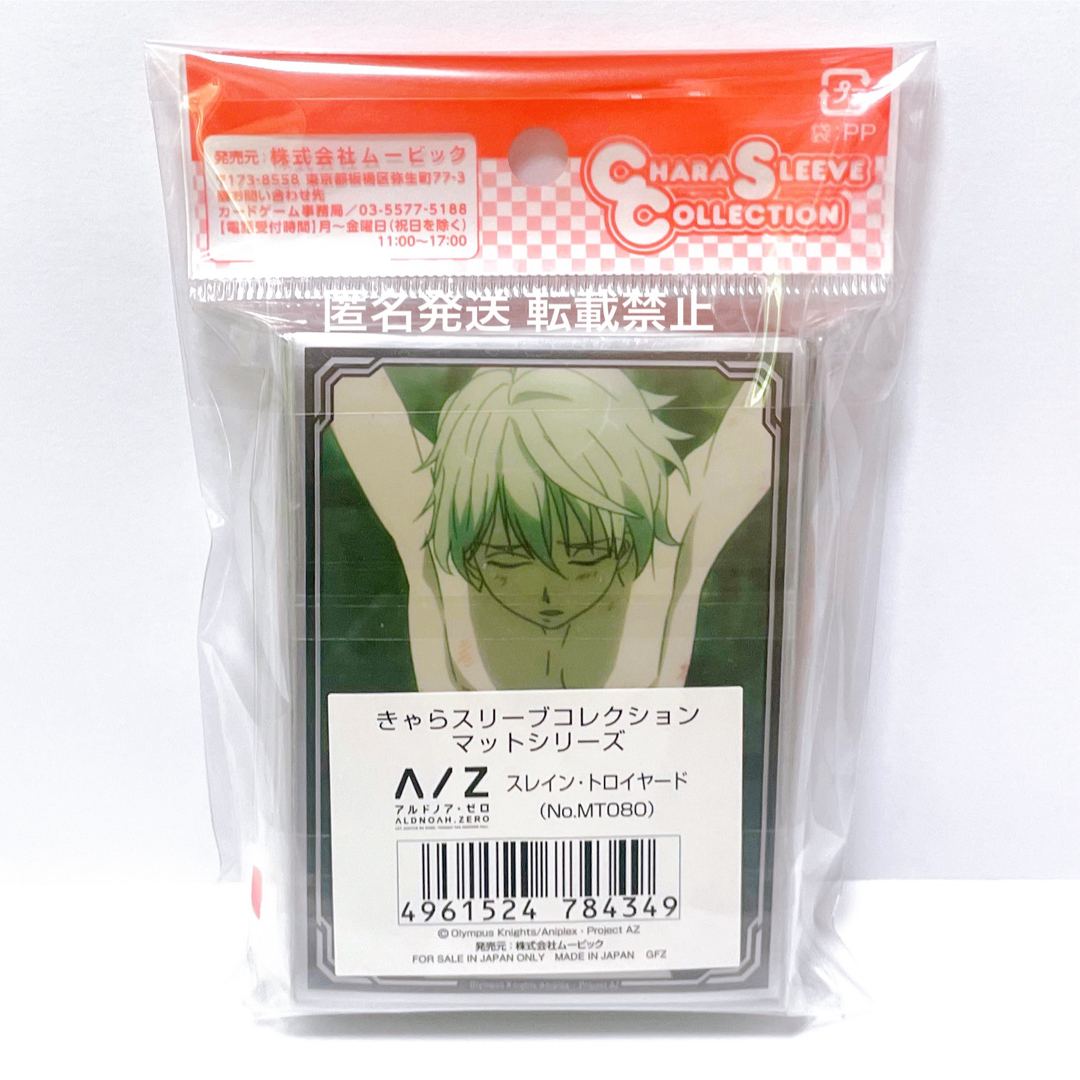 発売元:株式会社ムービック
〒173-8558 東京都板橋区弥生町77-3
お問い合わせ先
カードゲーム事務局/03-5577-5188
【電話受付時間】月~金曜日(祝日を除く)
11:00~17:00
プ
袋:PP
CHARA SLEEVE
COLLECTION
匿名発送 転載禁止
きゃらスリーブコレクション
マットシリーズ
Λ/Z
アルドノア・ゼロ
ALDNOAH.ZERO
スレイン・トロイヤード
(No.MT080)
4961524 784349
©Olympus Knights/Aniplex・Project AZ
発売元:株式会社ムービック
FOR SALE IN JAPAN ONLY MADE IN JAPAN GFZ